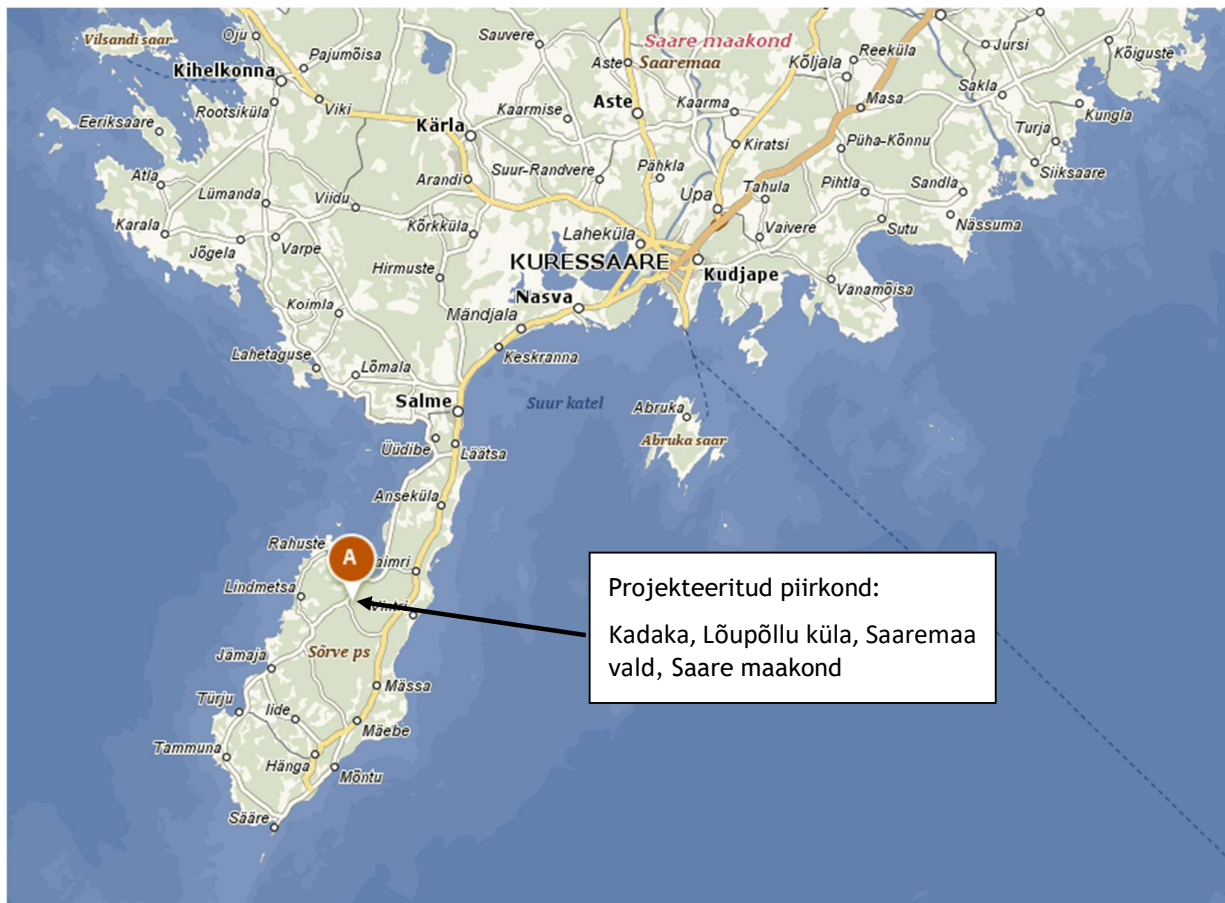 Vilsandi saar
Oju
Pajumõisa
Sauvere
Saare maakond
Saaremaa
Aste
Reeküla
Jursi
Kõiguste
Kõljala
Kihelkonna
Rootsiküla
Viki
Kaarmise
Aste
Kaarma
Masa
Sakla
Kungla
Eeriksaare
Kärla
Kiratsi
Püha-Kõnnu
Turja
Siiksaare
Atla
Lümanda
Viidu
Arandi
Suur-Randvere
Pähkla
Upa
Tahula
Pihtla
Sandla
Karala
Jõgela
Varpe
Kõrkküla
Laheküla
Vaivere
Sutu
Nässuma
Hirmuste
KURESSAARE
Kudjape
Koimla
Nasva
Vanamõisa
Mändjala
Lahetaguse
Lõmala
Keskranna
Salme
Suur katel
Abruka
Abruka saar
Üüdibe
Läätsa
Anseküla
Rahuste
A
aimri
Lindmetsa
Projekteeritud piirkond:
Kadaka, Lõupõllu küla, Saaremaa
vald, Saare maakond
Sõrve ps
Jämaja
Mässa
Türju
Iide
Mäebe
Tammuna
Hänga
Mõntu
Sääre